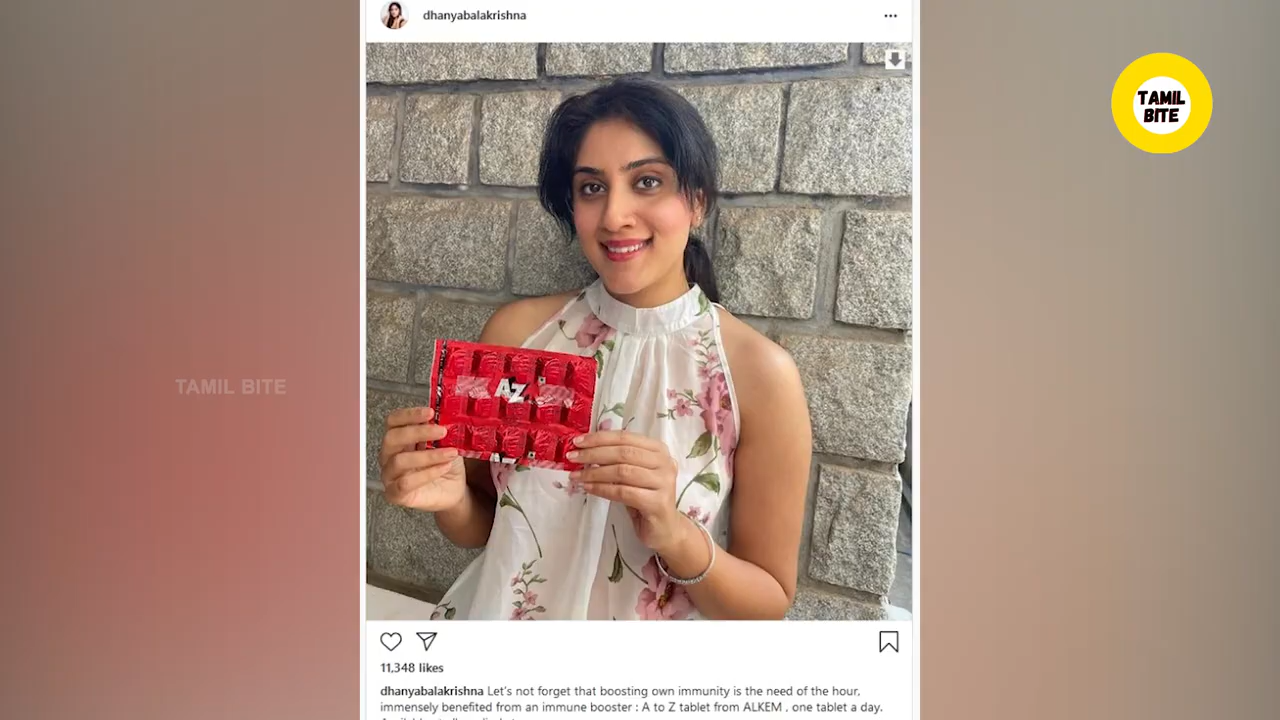 dhanyabalakrishna
TAMIL
BITE
AZ
TAMIL BITE
11,348 likes
dhanyabalakrishna Let's not forget that boosting own immunity is the need of the hour,
immensely benefited from an immune booster : A to Z tablet from ALKEM , one tablet a day.